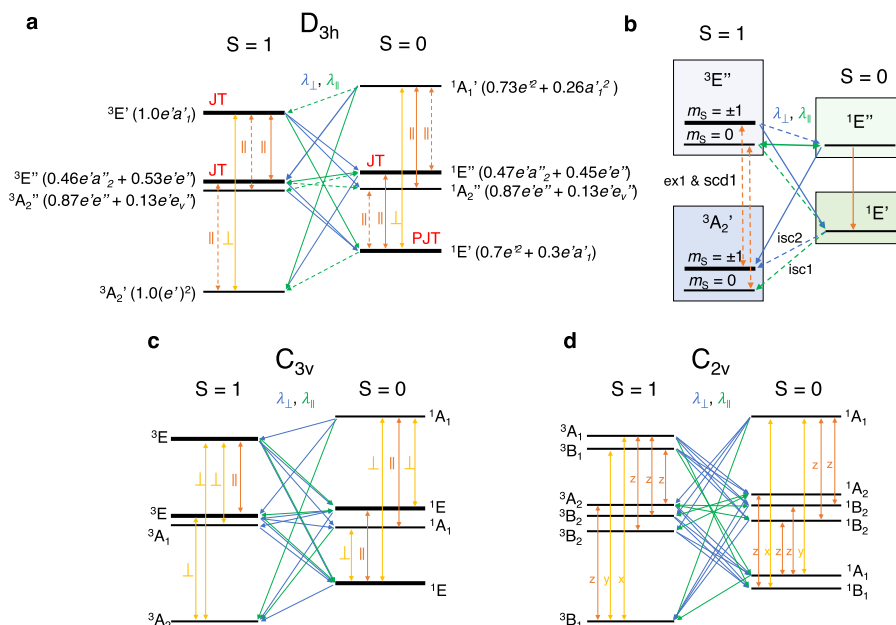 a
D3h
S = 1
S = 0
λ⊥, λ∥
JT
³E' (1.0e'a'₁)
¹A₁' (0.73e'² + 0.26a'₁²)
JT
JT
³E'' (0.46e'a''₂ + 0.53e'e'')
³A₂'' (0.87e'e'' + 0.13e'eᵥ'')
¹E'' (0.47e'a''₂ + 0.45e'e'')
¹A₂'' (0.87e'e'' + 0.13e'eᵥ'')
|| || || ||
|| ⊥ || || ⊥
PJT
¹E' (0.7e'² + 0.3e'a'₁)
³A₂' (1.0(e')²)
b
S = 1
S = 0
³E''
λ⊥, λ∥
mS = ±1
mS = 0
¹E''
ex1 & scd1
³A₂'
¹E'
isc2
mS = ±1
isc1
mS = 0
c
C3v
S = 1
S = 0
λ⊥, λ∥
³E
¹A₁
⊥ ⊥ || ⊥ || ⊥
³E
³A₁
¹E
¹A₁
⊥ ⊥ ||
¹E
³A₂
d
C2v
S = 1
S = 0
λ⊥, λ∥
³A₁
³B₁
¹A₁
z z z z z
³A₂
³B₂
³B₂
¹A₂
¹B₂
¹B₂
z y x z x z z y
¹A₁
¹B₁
³B₁